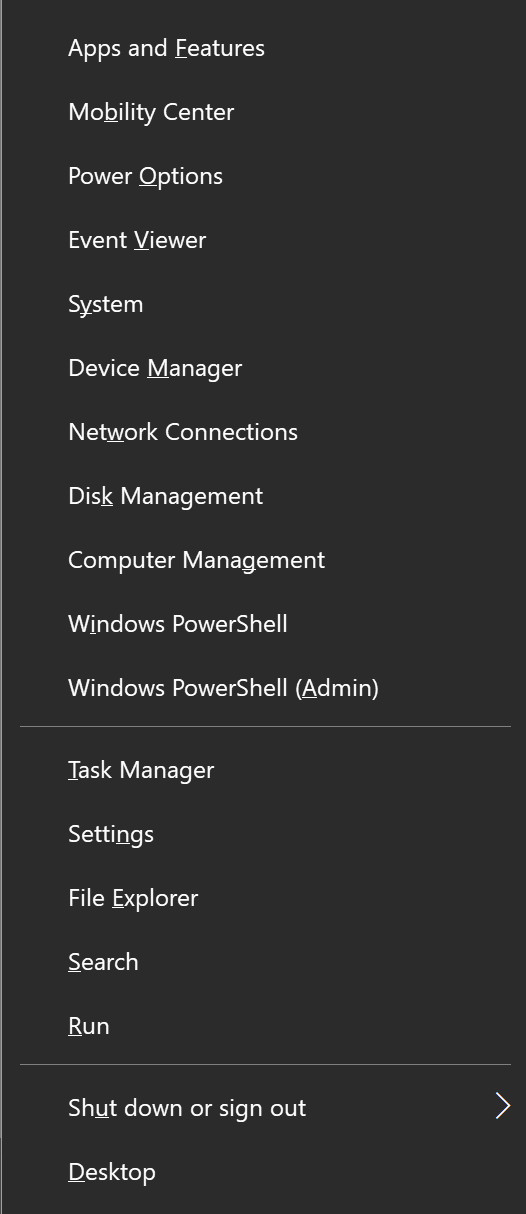 Apps and Features
Mobility Center
Power Options
Event Viewer
System
Device Manager
Network Connections
Disk Management
Computer Management
Windows PowerShell
Windows PowerShell (Admin)
Task Manager
Settings
File Explorer
Search
Run
Shut down or sign out
Desktop